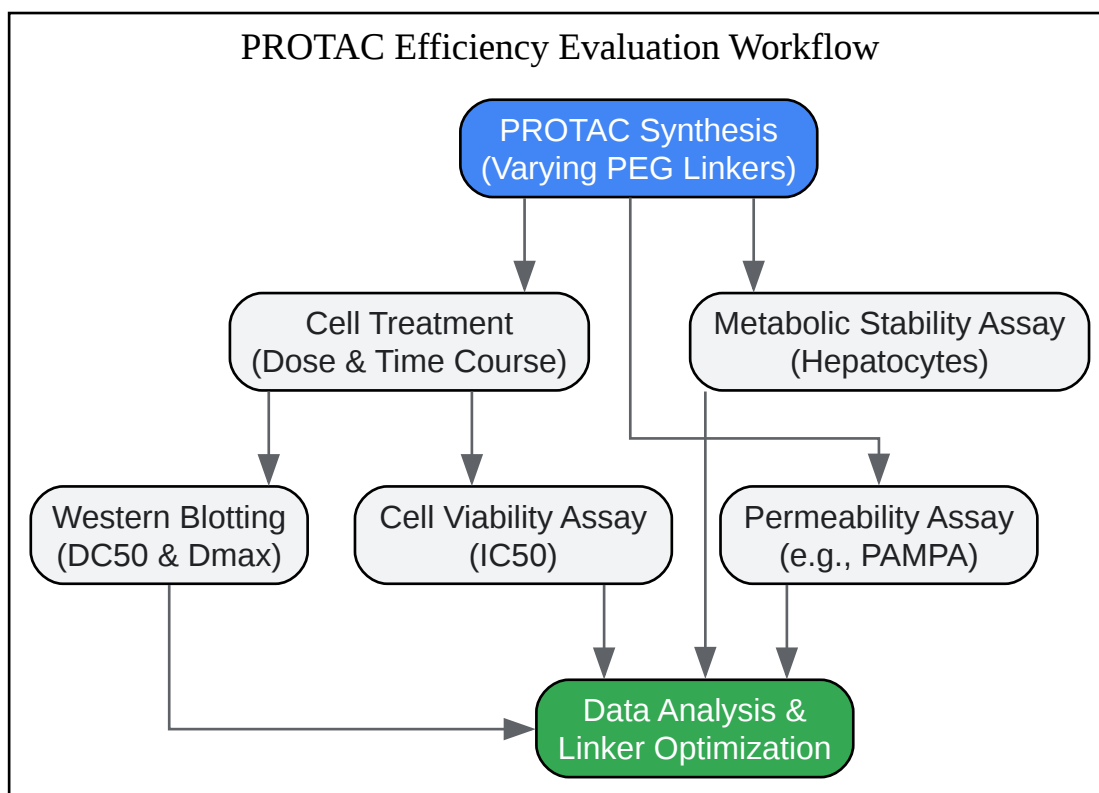 PROTAC Efficiency Evaluation Workflow
PROTAC Synthesis
(Varying PEG Linkers)
Cell Treatment
(Dose & Time Course)
Metabolic Stability Assay
(Hepatocytes)
Western Blotting
(DC50 & Dmax)
Cell Viability Assay
(IC50)
Permeability Assay
(e.g., PAMPA)
Data Analysis &
Linker Optimization